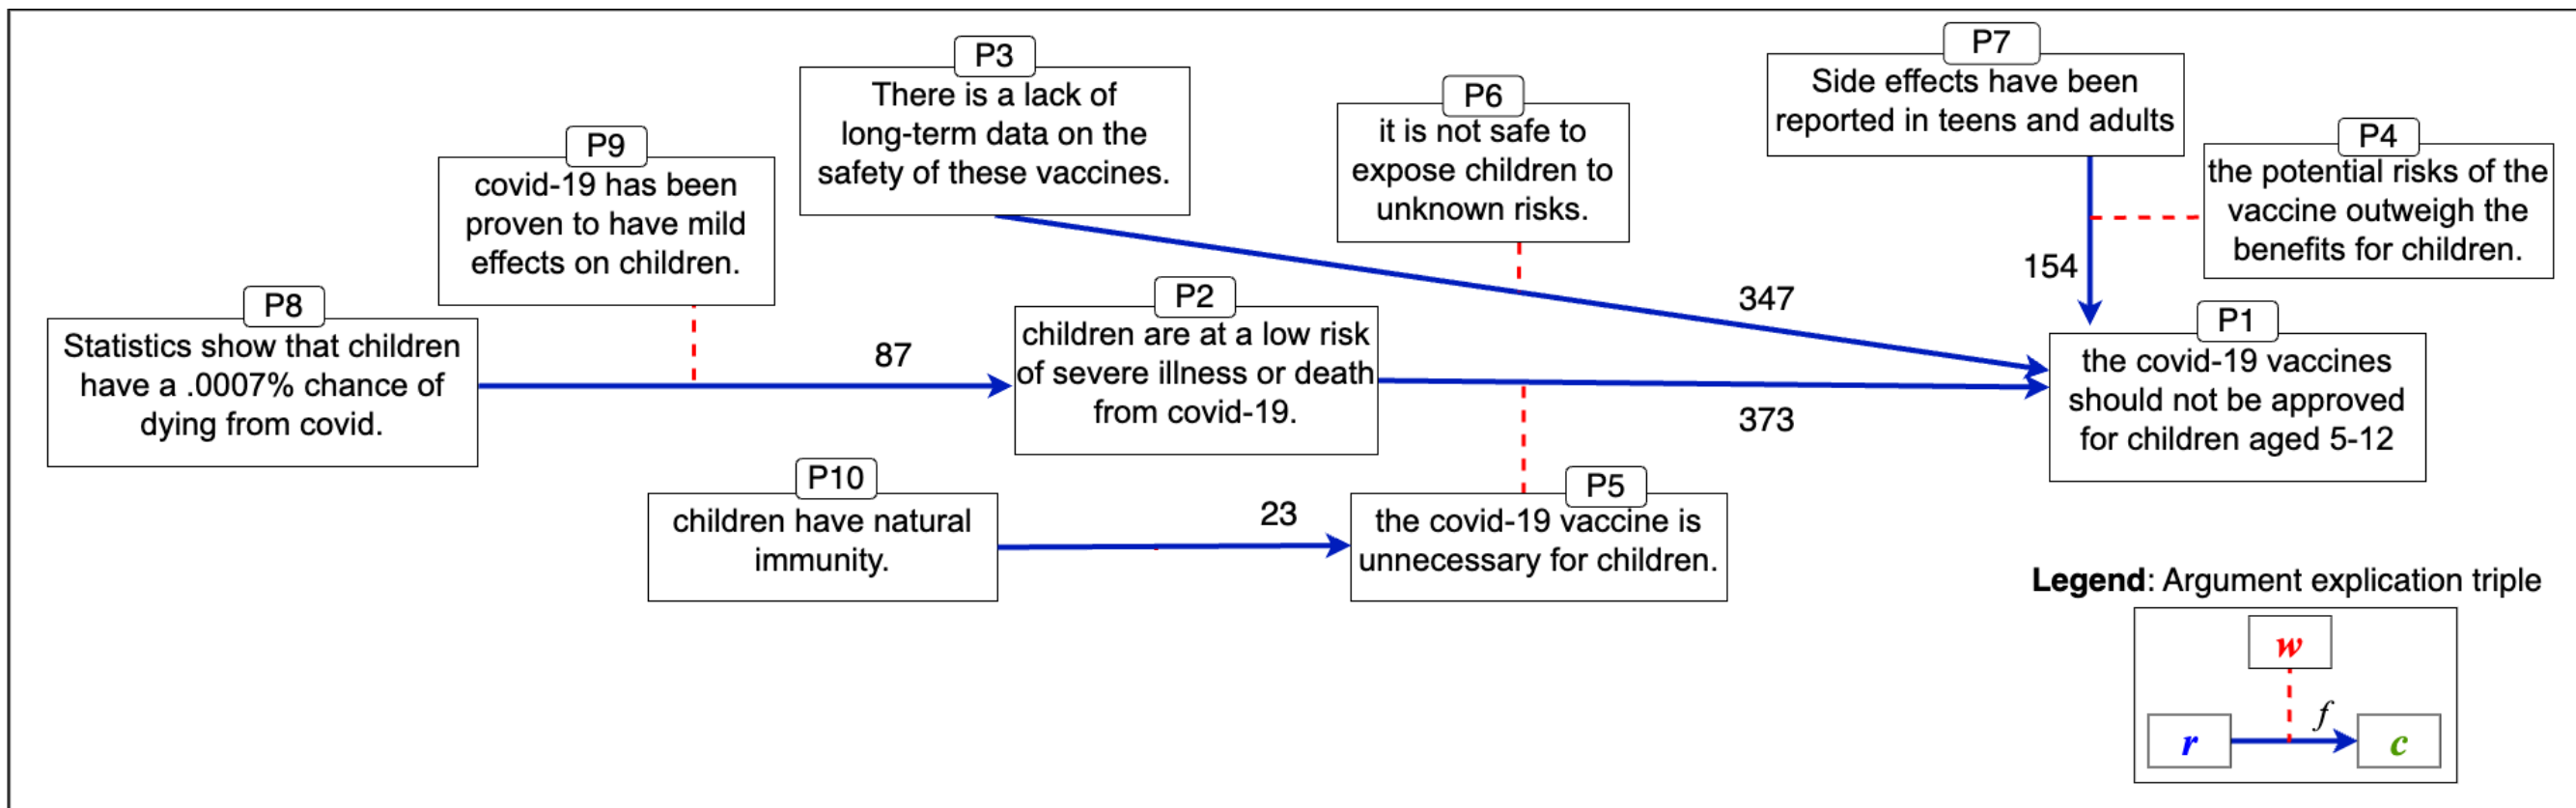 P3
There is a lack of
long-term data on the
safety of these vaccines.
P7
Side effects have been
reported in teens and adults
P6
it is not safe to
expose children to
unknown risks.
P4
the potential risks of the
vaccine outweigh the
benefits for children.
P9
covid-19 has been
proven to have mild
effects on children.
154
347
P8
Statistics show that children
have a .0007% chance of
dying from covid.
87
P2
children are at a low risk
of severe illness or death
from covid-19.
373
P1
the covid-19 vaccines
should not be approved
for children aged 5-12
P10
children have natural
immunity.
23
P5
the covid-19 vaccine is
unnecessary for children.
Legend: Argument explication triple
w
f
r
c